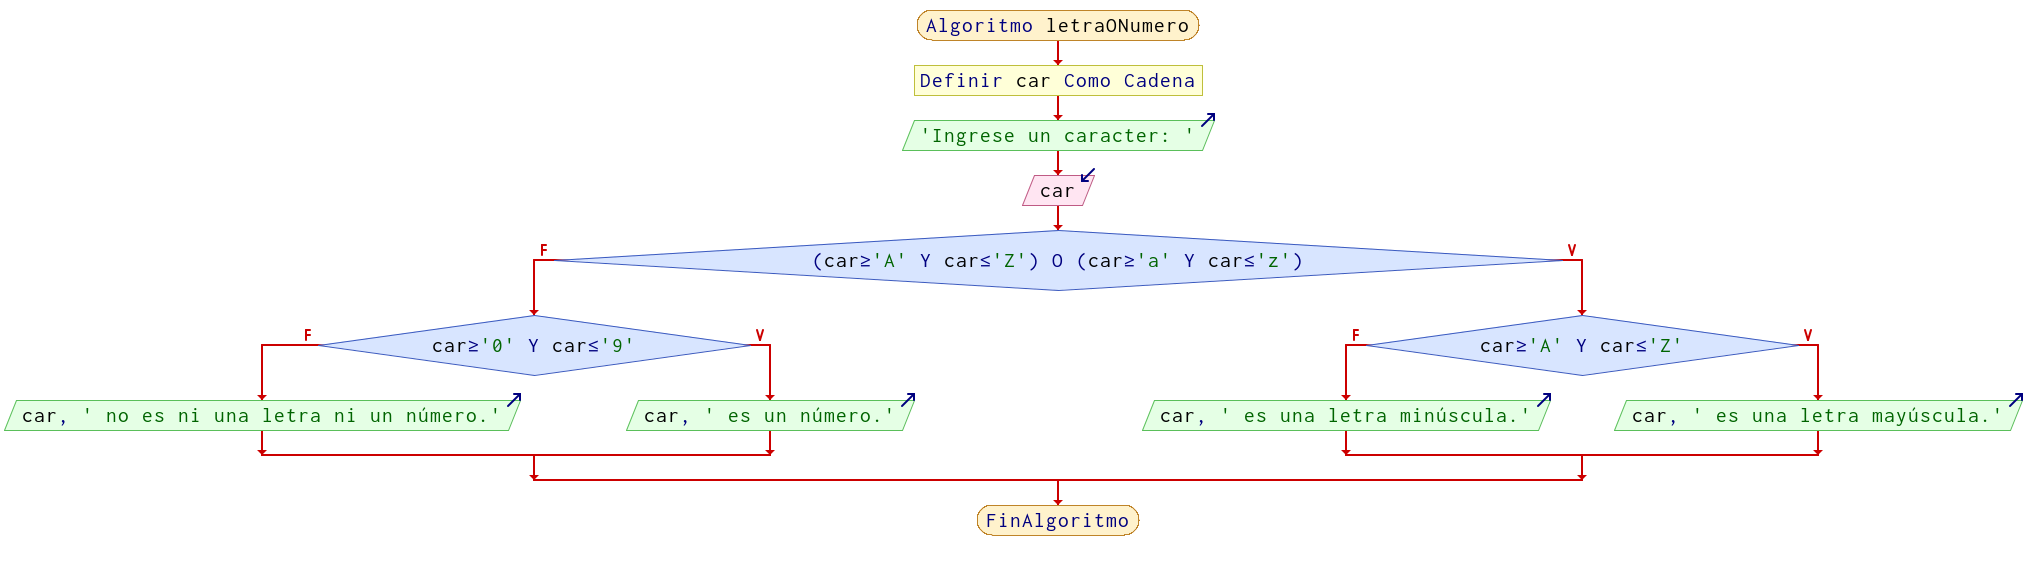 Algoritmo letraONumero
Definir car Como Cadena
'Ingrese un caracter: '
car
F
V
(car≥'A' Y car≤'Z') O (car≥'a' Y car≤'z')
F
V
F
V
car≥'0' Y car≤'9'
car≥'A' Y car≤'Z'
car, ' no es ni una letra ni un número.'
car, ' es un número.'
car, ' es una letra minúscula.'
car, ' es una letra mayúscula.'
FinAlgoritmo